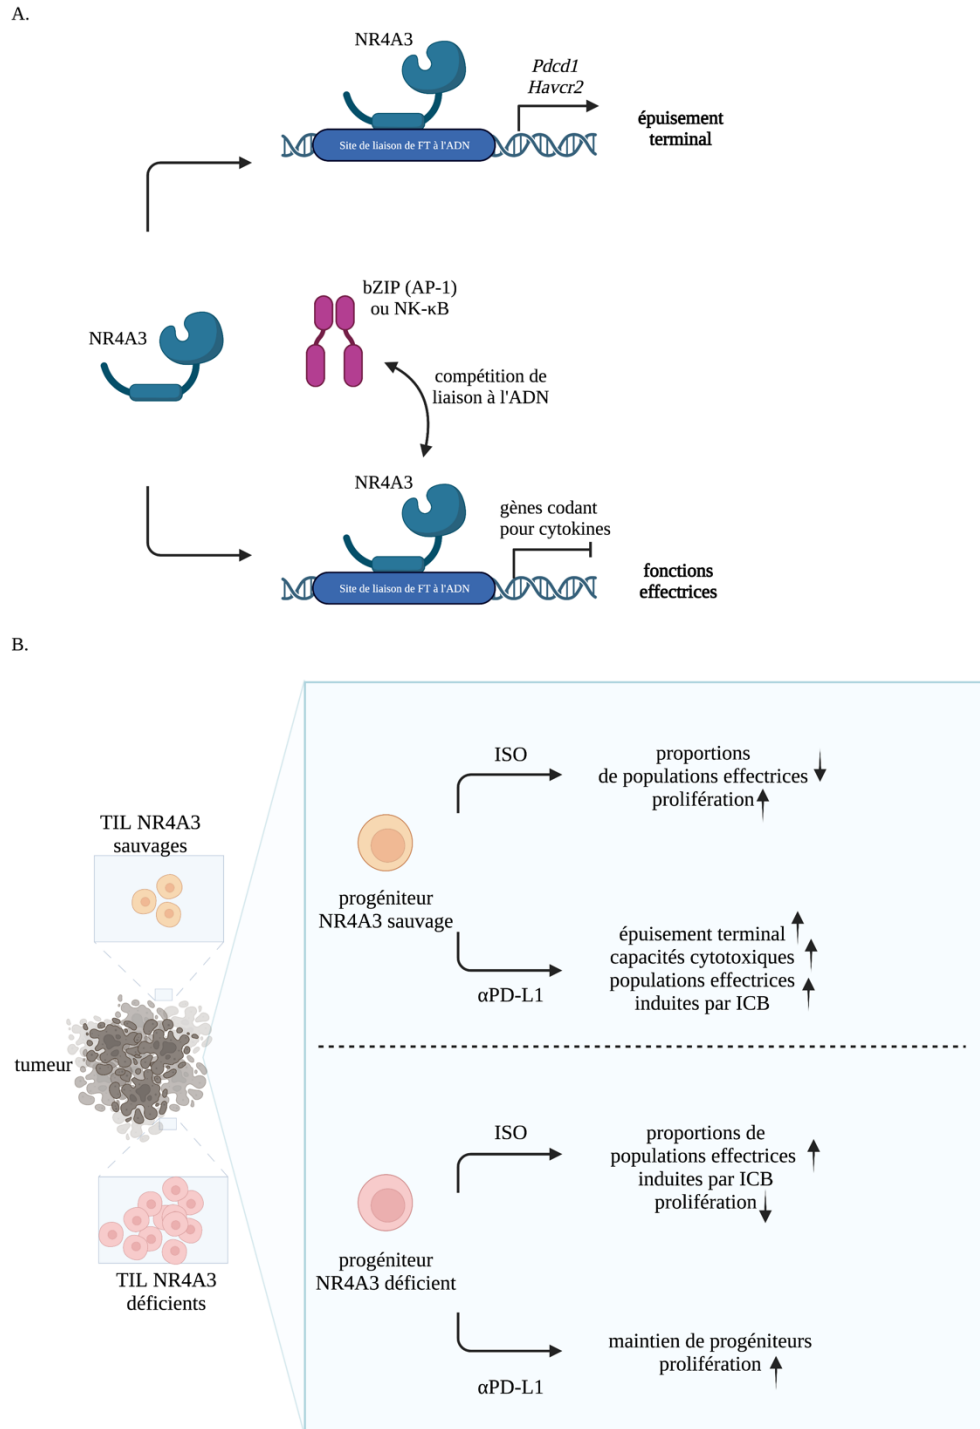 A.
NR4A3
Pdcd1
Havcr2
épuisement
terminal
Site de liaison de FT à l'ADN
bZIP (AP-1)
ou NK-κB
NR4A3
compétition de
liaison à l'ADN
NR4A3
gènes codant
pour cytokines
Site de liaison de FT à l'ADN
fonctions
effectrices
B.
TIL NR4A3
sauvages
tumeur
TIL NR4A3
déficients
ISO
proportions
de populations effectrices
prolifération
progéniteur
NR4A3 sauvage
αPD-L1
épuisement terminal
capacités cytotoxiques
populations effectrices
induites par ICB
ISO
proportions de
populations effectrices
induites par ICB
prolifération
progéniteur
NR4A3 déficient
αPD-L1
maintien de progéniteurs
prolifération